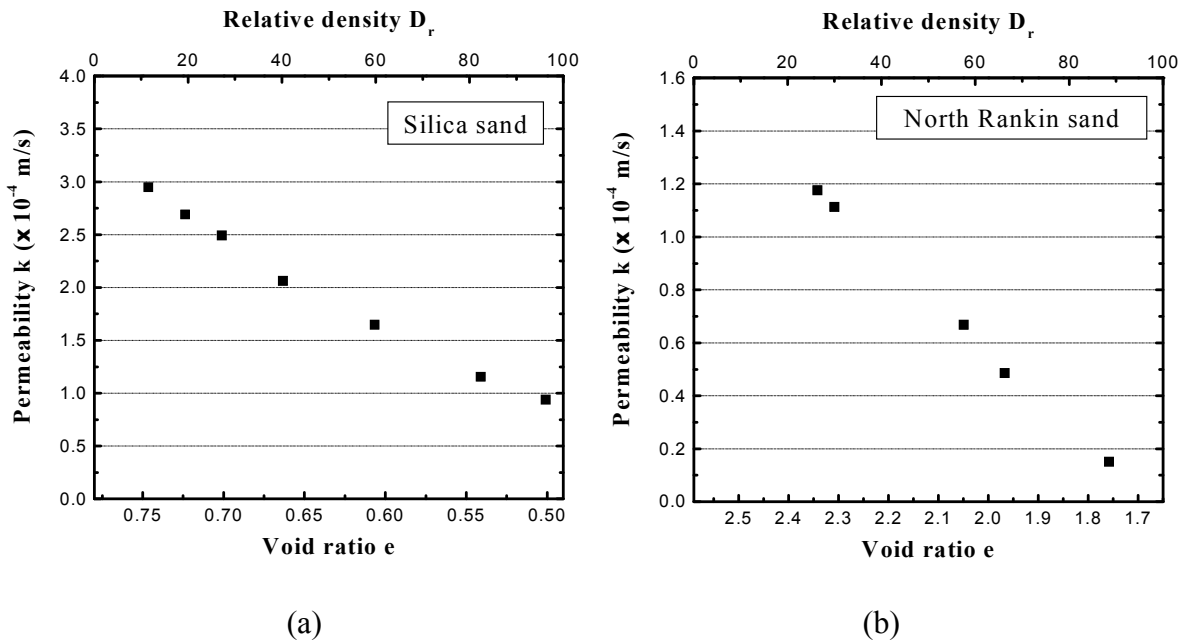 Relative density D_r
0 20 40 60 80 100
4.0
3.5
3.0
2.5
2.0
1.5
1.0
0.5
0.0
Permeability k (x 10^-4 m/s)
Silica sand
0.75 0.70 0.65 0.60 0.540 0.50
Void ratio e
(a)
Relative density D_r
0 20 40 60 80 100
1.6
1.4
1.2
1.0
0.8
0.6
0.4
0.2
0.0
Permeability k (x 10^-4 m/s)
North Rankin sand
2.5 2.4 2.3 2.2 2.1 2.0 1.9 1.8 1.7
Void ratio e
(b)